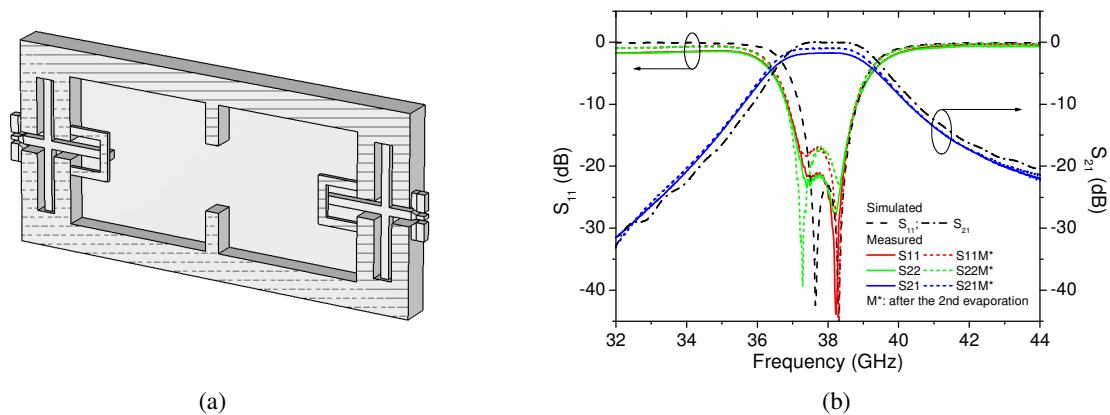 0
0
-10
-10
-20
-20
-30
-30
-40
-40
S₁₁ (dB)
S₂₁ (dB)
Simulated
S₁₁; S₂₁
Measured
S11 S11M*
S22 S22M*
S21 S21M*
M*: after the 2nd evaporation
32 34 36 38 40 42 44
Frequency (GHz)
(a) (b)